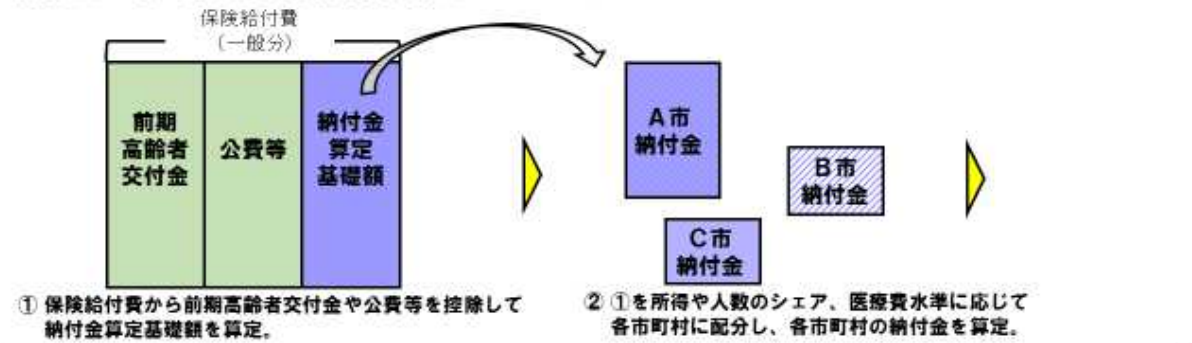 保険給付費
（一般分）
前期
高齢者
交付金
公費等
納付金
算定
基礎額
A市
納付金
B市
納付金
C市
納付金
① 保険給付費から前期高齢者交付金や公費等を控除して
納付金算定基礎額を算定。
② ①を所得や人数のシェア、医療費水準に応じて
各市町村に配分し、各市町村の納付金を算定。